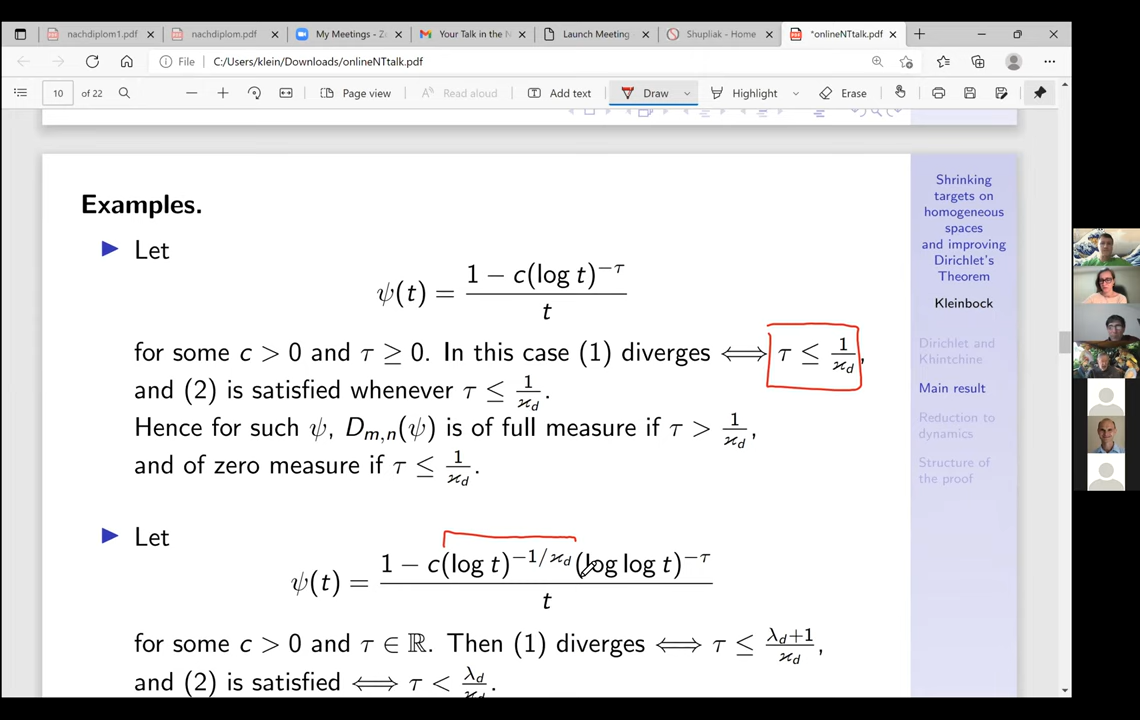 nachdiplom1.pdf
nachdiplom.pdf
My Meetings - Z
Your Talk in the N
Launch Meeting
Shupliak - Home
*onlineNTtalk.pdf
File C:/Users/klein/Downloads/onlineNTtalk.pdf
10 of 22
Page view
Read aloud
Add text
Draw
Highlight
Erase
Examples.
▶ Let
ψ(t) = (1 − c(log t)^{−τ}) / t
for some c > 0 and τ ≥ 0. In this case (1) diverges ⟺ τ ≤ 1/ϰ_d,
and (2) is satisfied whenever τ ≤ 1/ϰ_d.
Hence for such ψ, D_{m,n}(ψ) is of full measure if τ > 1/ϰ_d,
and of zero measure if τ ≤ 1/ϰ_d.
▶ Let
ψ(t) = (1 − c(log t)^{−1/ϰ_d}(log log t)^{−τ}) / t
for some c > 0 and τ ∈ ℝ. Then (1) diverges ⟺ τ ≤ (λ_d+1)/ϰ_d,
and (2) is satisfied ⟺ τ < λ_d/ϰ_d.
Shrinking
targets on
homogeneous
spaces
and improving
Dirichlet's
Theorem
Kleinbock
Dirichlet and
Khintchine
Main result
Reduction to
dynamics
Structure of
the proof